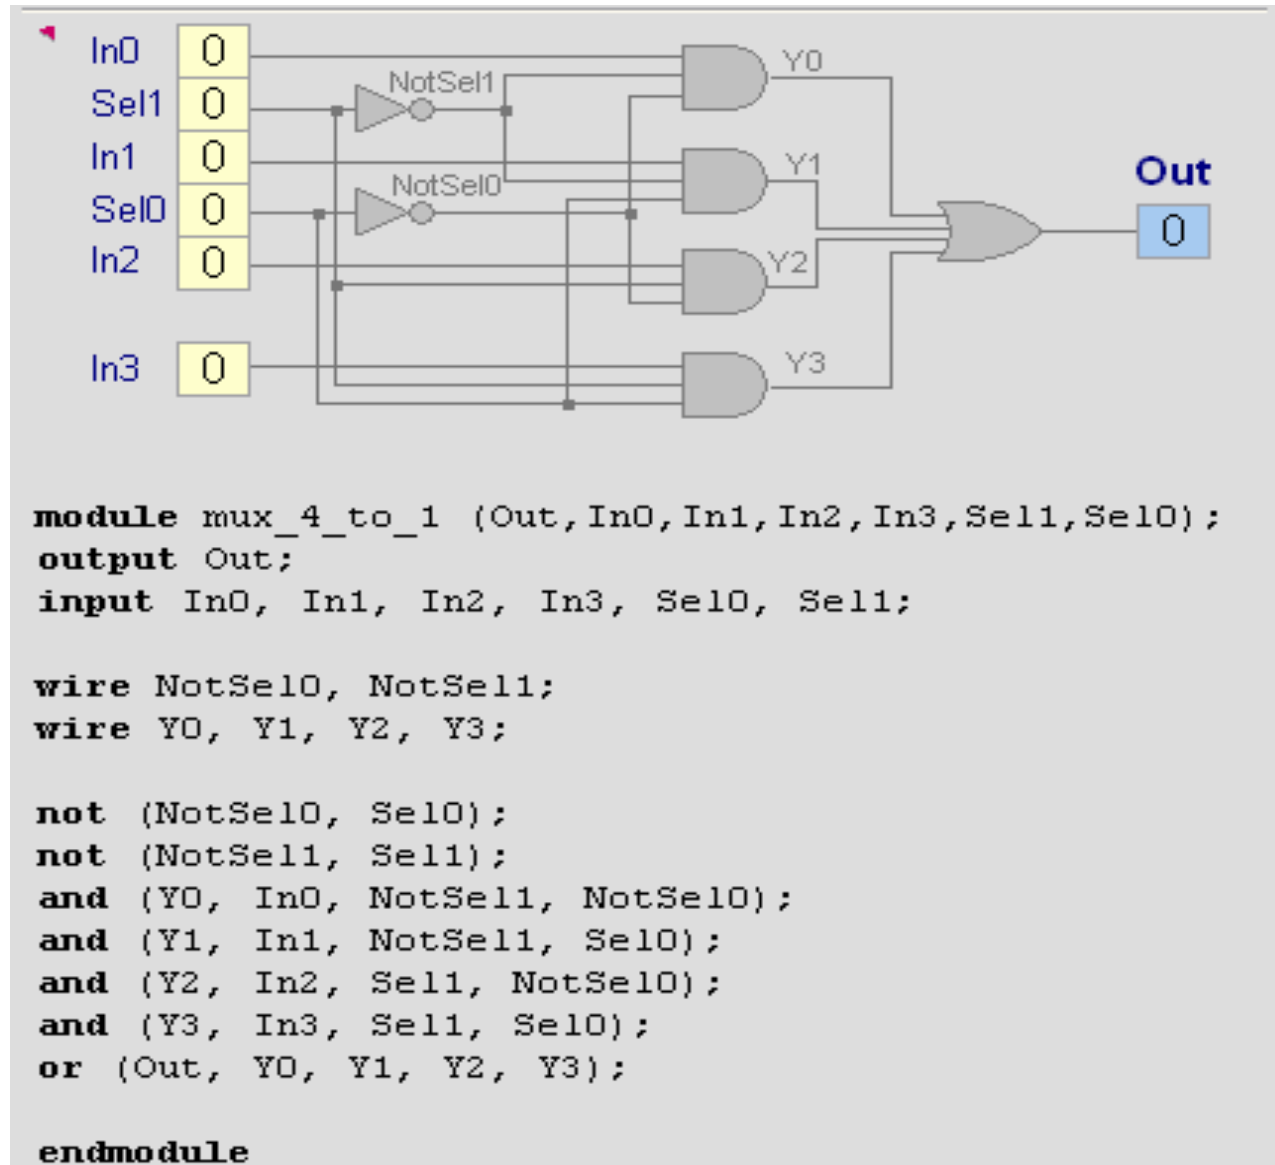 In0 0 Y0
NotSel1
Sel1 0
In1 0 Y1
Out
NotSel0
Sel0 0
0
In2 0 Y2
In3 0 Y3
module mux_4_to_1 (Out,In0,In1,In2,In3,Sel1,Sel0);
output Out;
input In0, In1, In2, In3, Sel0, Sel1;
wire NotSel0, NotSel1;
wire Y0, Y1, Y2, Y3;
not (NotSel0, Sel0);
not (NotSel1, Sel1);
and (Y0, In0, NotSel1, NotSel0);
and (Y1, In1, NotSel1, Sel0);
and (Y2, In2, Sel1, NotSel0);
and (Y3, In3, Sel1, Sel0);
or (Out, Y0, Y1, Y2, Y3);
endmodule